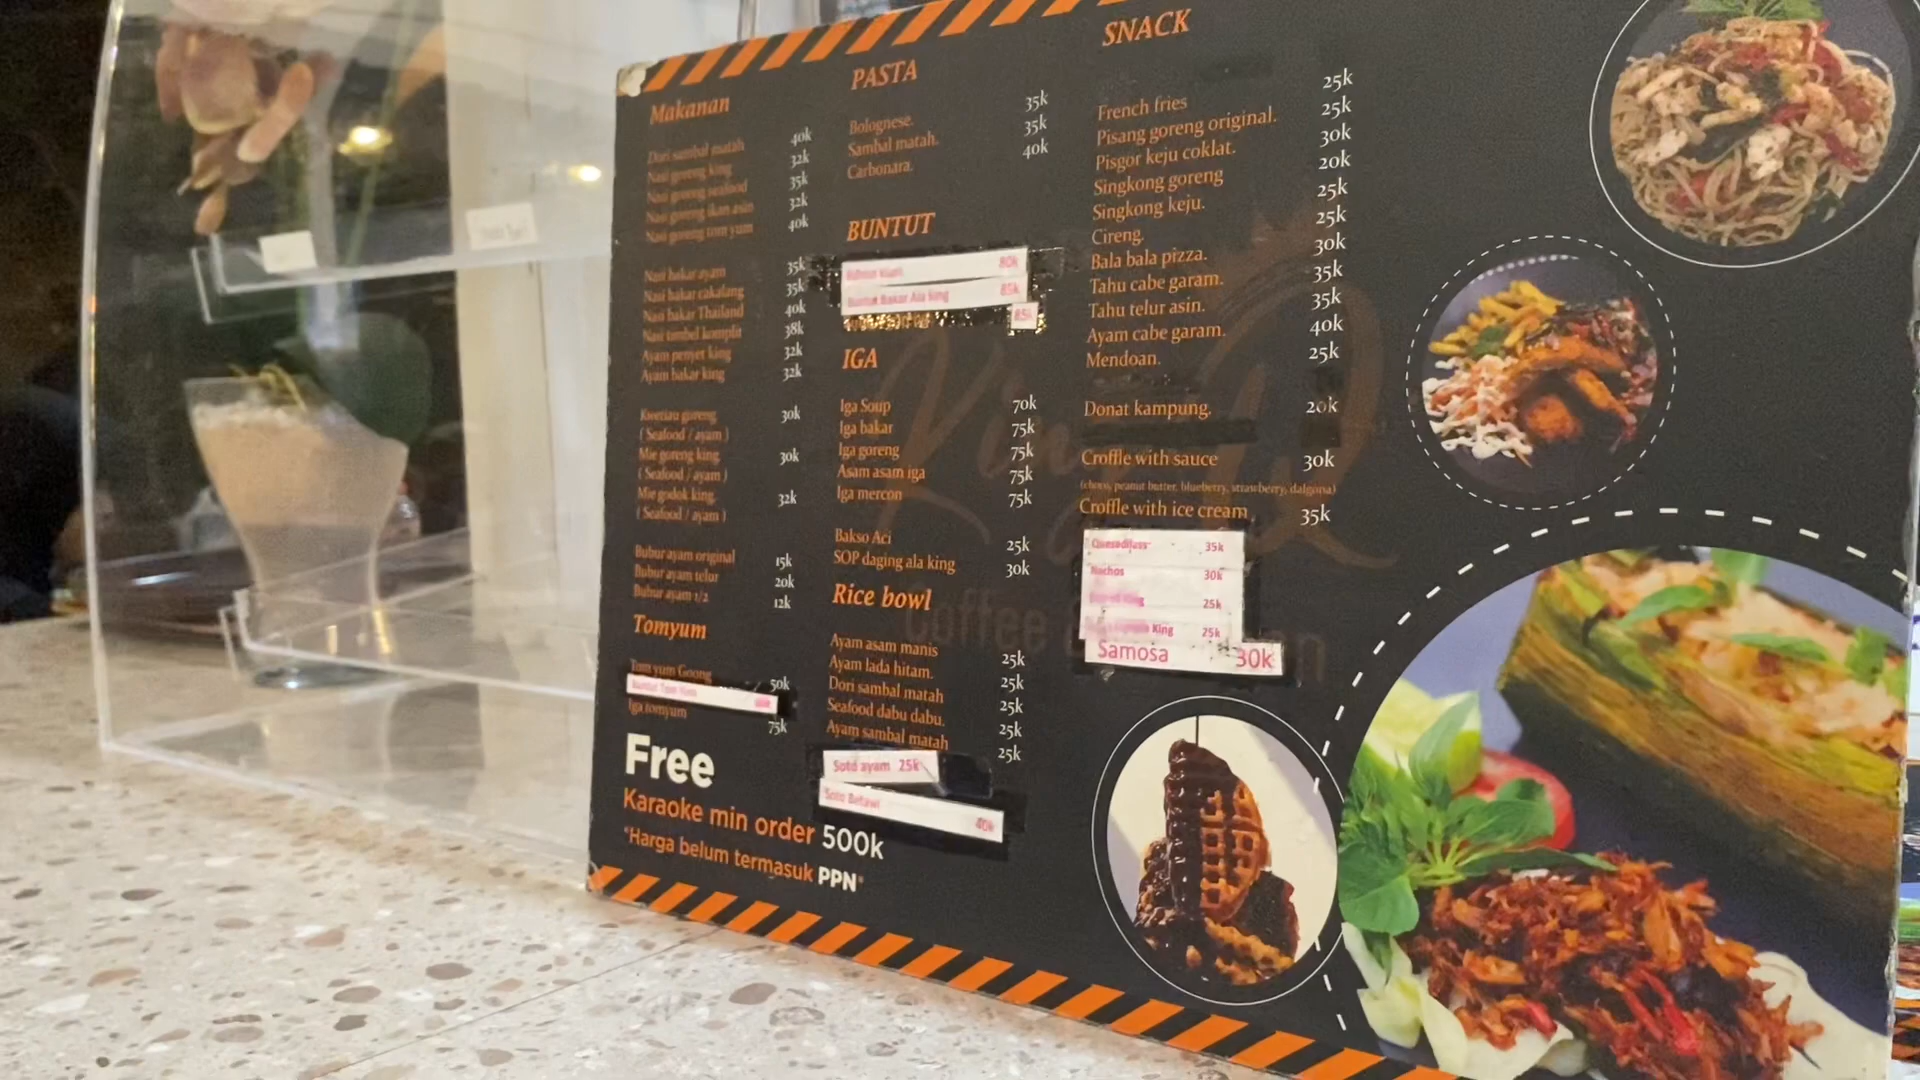 Makanan
Dori sambal matah 40k
Nasi goreng king 32k
Nasi goreng seafood 35k
Nasi goreng ikan asin 32k
Nasi goreng tom yum 40k
Nasi bakar ayam 35k
Nasi bakar cakalang 35k
Nasi bakar Thailand 40k
Nasi timbel komplit 38k
Ayam penyet king 32k
Ayam bakar king 32k
Kwetiau goreng 30k
( Seafood / ayam )
Mie goreng king 30k
( Seafood / ayam )
Mie godok king 32k
( Seafood / ayam )
Bubur ayam original 15k
Bubur ayam telor 20k
Bubur ayam 1/2 12k
Tomyum
Tom yum Goong 50k
Iga tomyum 75k
Free
Karaoke min order 500k
*Harga belum termasuk PPN*
PASTA
Bolognese. 35k
Sambal matah. 35k
Carbonara. 40k
BUNTUT
80k
Buntut Bakar Ala king 85k
85k
IGA
Iga Soup 70k
Iga bakar 75k
Iga goreng 75k
Asam asam iga 75k
Iga mercon 75k
Bakso Aci 25k
SOP daging ala king 30k
Rice bowl
Ayam asam manis 25k
Ayam lada hitam. 25k
Dori sambal matah 25k
Seafood dabu dabu. 25k
Ayam sambal matah 25k
Soto ayam 25k
Soto Betawi 40k
SNACK
French fries 25k
Pisang goreng original. 25k
Pisgor keju coklat. 30k
Singkong goreng 20k
Singkong keju. 25k
Cireng. 25k
Bala bala pizza. 30k
Tahu cabe garam. 35k
Tahu telur asin. 35k
Ayam cabe garam. 40k
Mendoan. 25k
Donat kampung. 20k
Croffle with sauce 30k
(choco, peanut butter, blueberry, strawberry, dalgona)
Croffle with ice cream 35k
Quesadilass 35k
Nachos 30k
King 25k
King 25k
Samosa 30k
King
Coffee